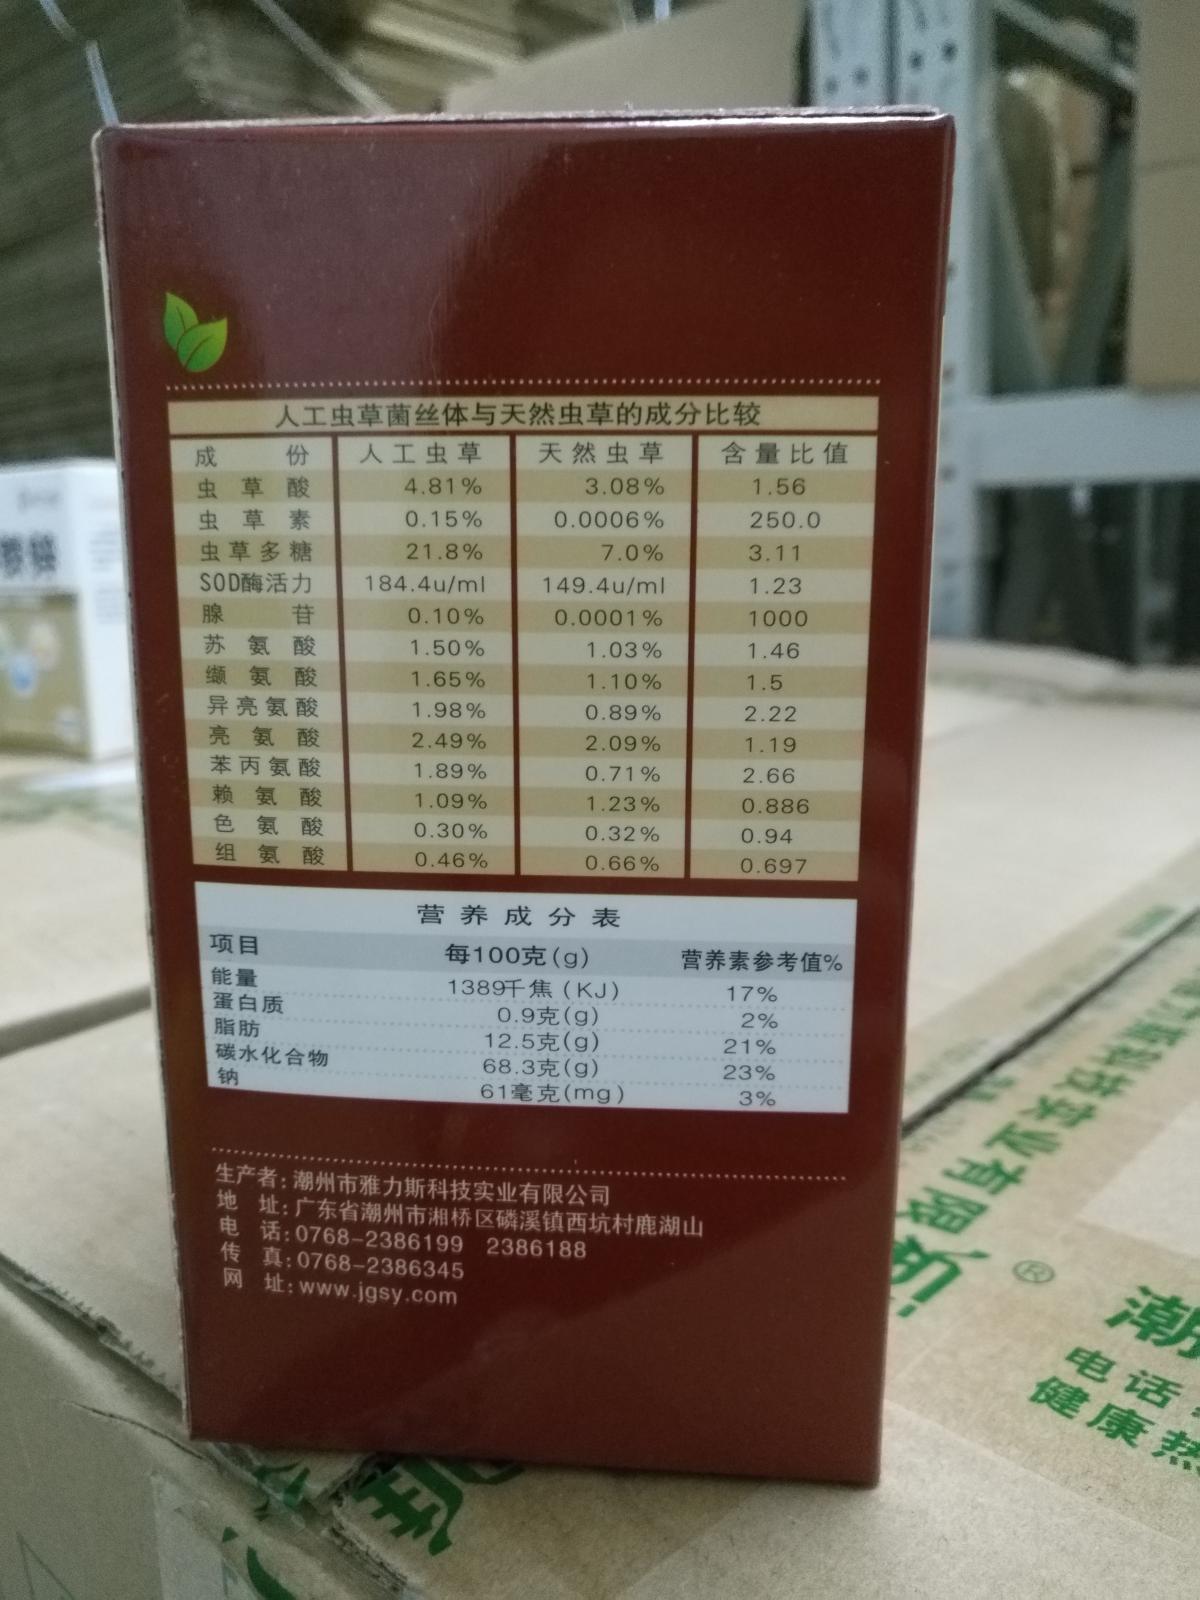 人工虫草菌丝体与天然虫草的成分比较
成份 人工虫草 天然虫草 含量比值
虫草酸 4.81% 3.08% 1.56
虫草素 0.15% 0.0006% 250.0
虫草多糖 21.8% 7.0% 3.11
SOD酶活力 184.4u/ml 149.4u/ml 1.23
腺苷 0.10% 0.0001% 1000
苏氨酸 1.50% 1.03% 1.46
缬氨酸 1.65% 1.10% 1.5
异亮氨酸 1.98% 0.89% 2.22
亮氨酸 2.49% 2.09% 1.19
苯丙氨酸 1.89% 0.71% 2.66
赖氨酸 1.09% 1.23% 0.886
色氨酸 0.30% 0.32% 0.94
组氨酸 0.46% 0.66% 0.697
营养成分表
项目 每100克(g) 营养素参考值%
能量 1389千焦(KJ) 17%
蛋白质 0.9克(g) 2%
脂肪 12.5克(g) 21%
碳水化合物 68.3克(g) 23%
钠 61毫克(mg) 3%
生产者:潮州市雅力斯科技实业有限公司
地址:广东省潮州市湘桥区磷溪镇西坑村鹿湖山
电话:0768-2386199 2386188
传真:0768-2386345
网址:www.jgsy.com
斯科技实业有限公
®
潮
电话
健康热